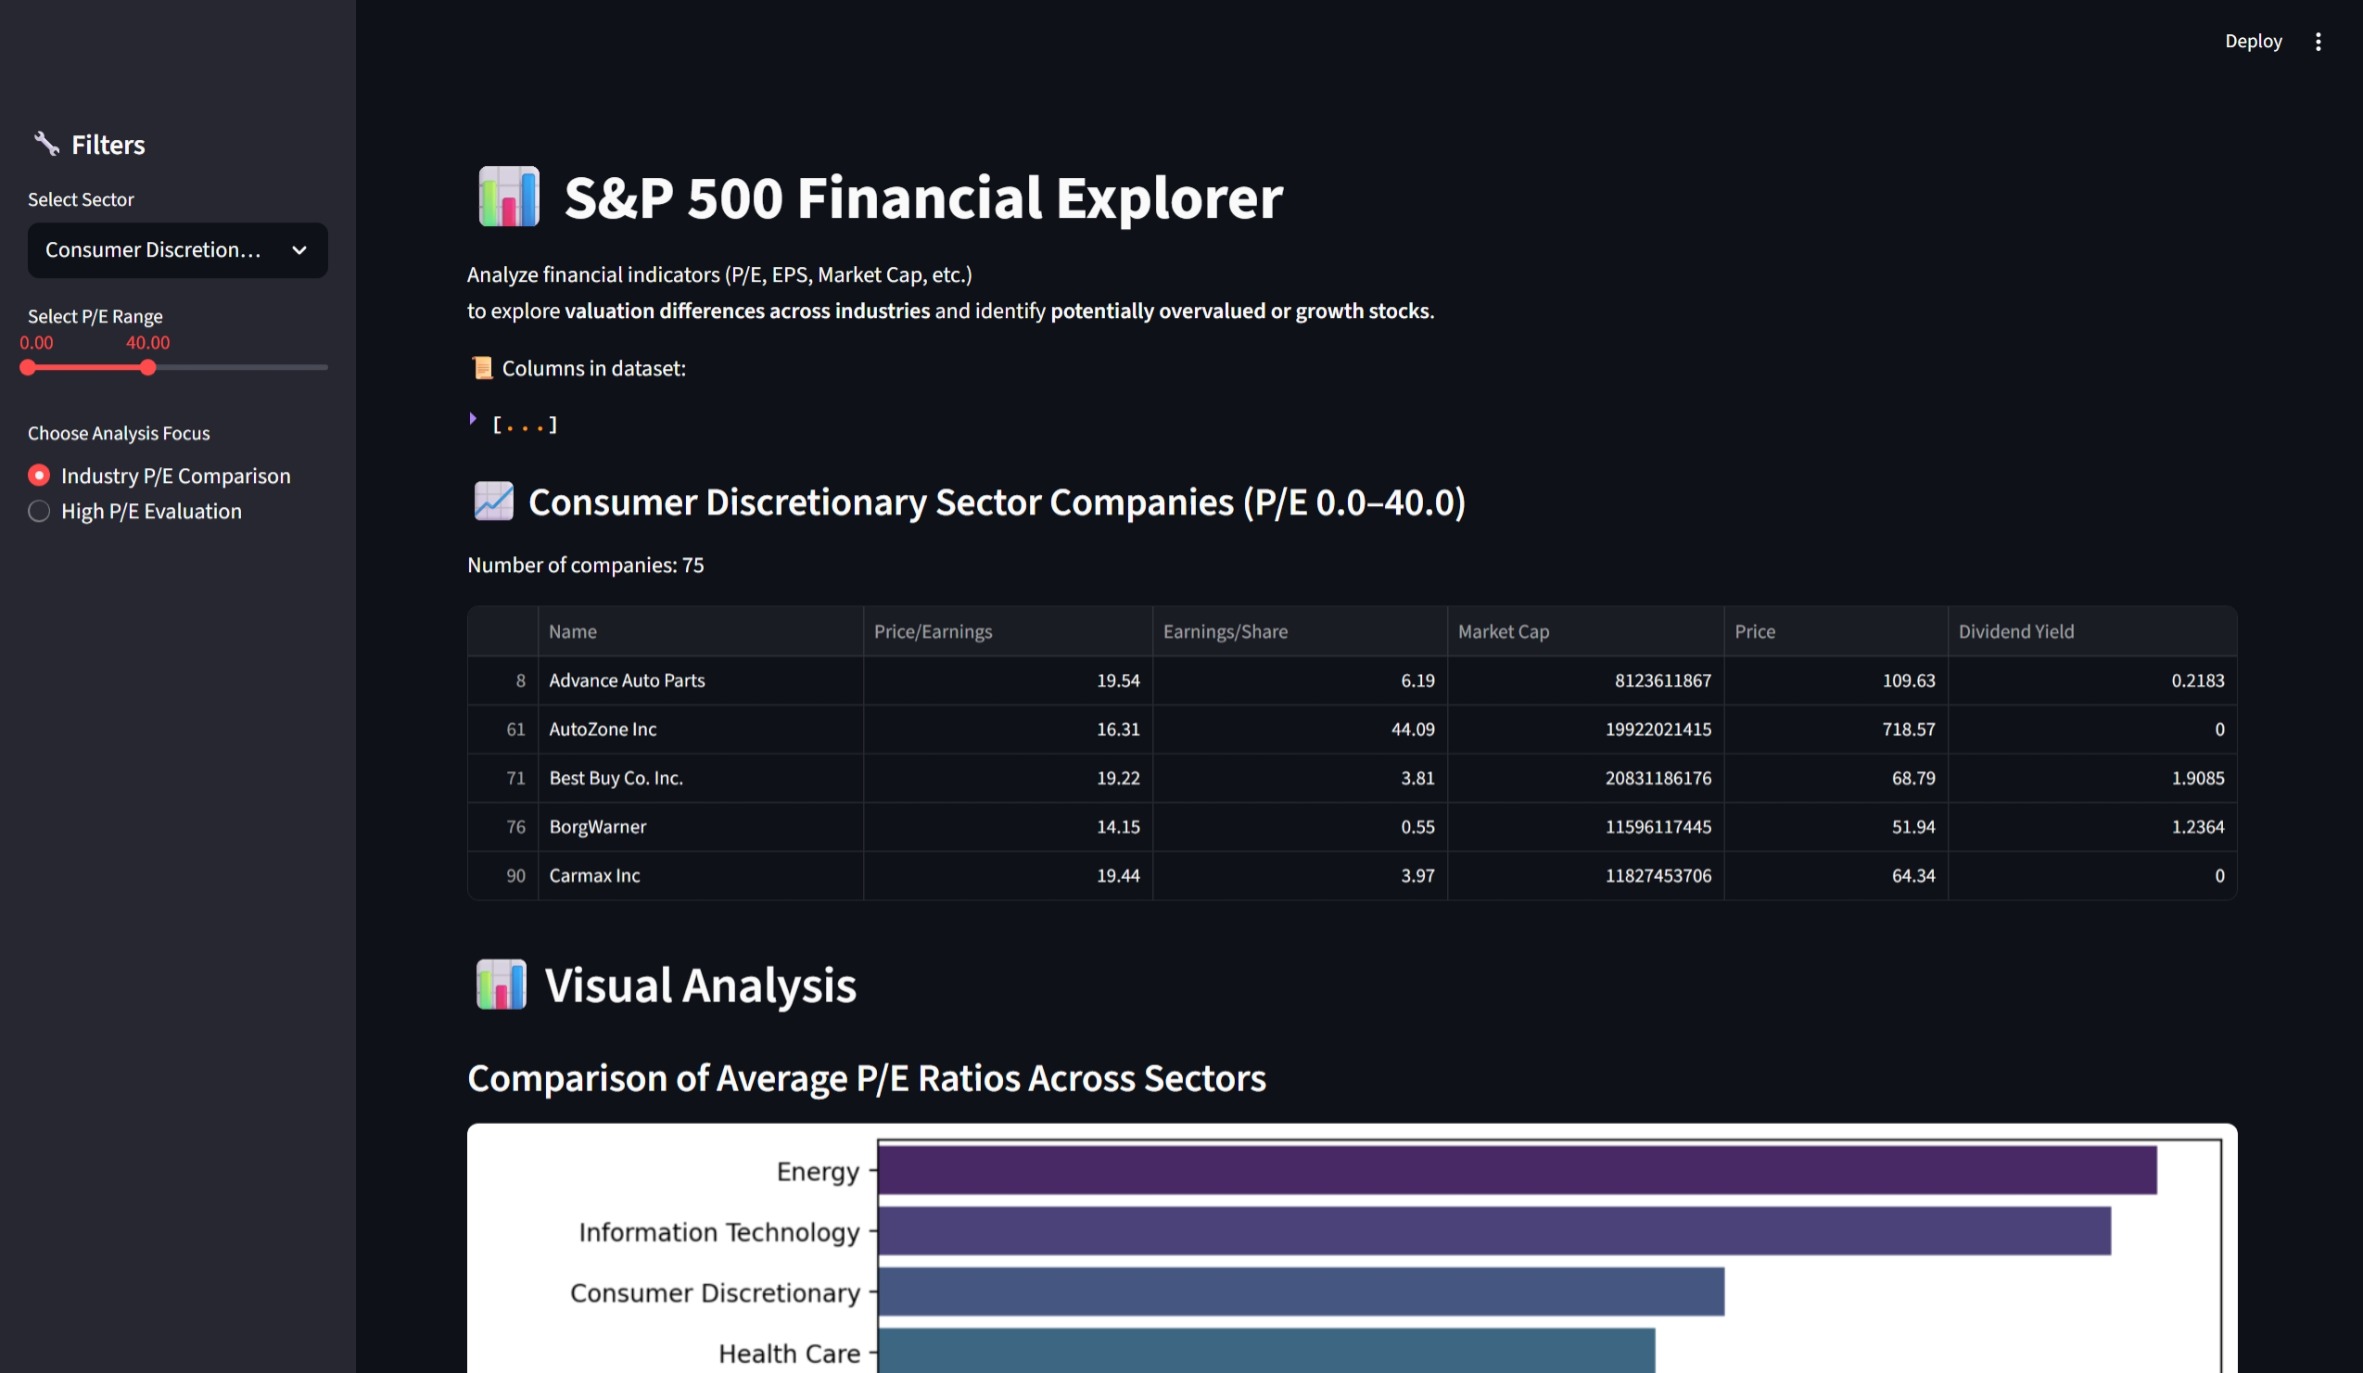 Deploy
Filters
Select Sector
Consumer Discretion...
Select P/E Range
0.00 40.00
Choose Analysis Focus
Industry P/E Comparison
High P/E Evaluation
S&P 500 Financial Explorer
Analyze financial indicators (P/E, EPS, Market Cap, etc.)
to explore valuation differences across industries and identify potentially overvalued or growth stocks.
Columns in dataset:
[...]
Consumer Discretionary Sector Companies (P/E 0.0–40.0)
Number of companies: 75
Name Price/Earnings Earnings/Share Market Cap Price Dividend Yield
8 Advance Auto Parts 19.54 6.19 8123611867 109.63 0.2183
61 AutoZone Inc 16.31 44.09 19922021415 718.57 0
71 Best Buy Co. Inc. 19.22 3.81 20831186176 68.79 1.9085
76 BorgWarner 14.15 0.55 11596117445 51.94 1.2364
90 Carmax Inc 19.44 3.97 11827453706 64.34 0
Visual Analysis
Comparison of Average P/E Ratios Across Sectors
Energy
Information Technology
Consumer Discretionary
Health Care